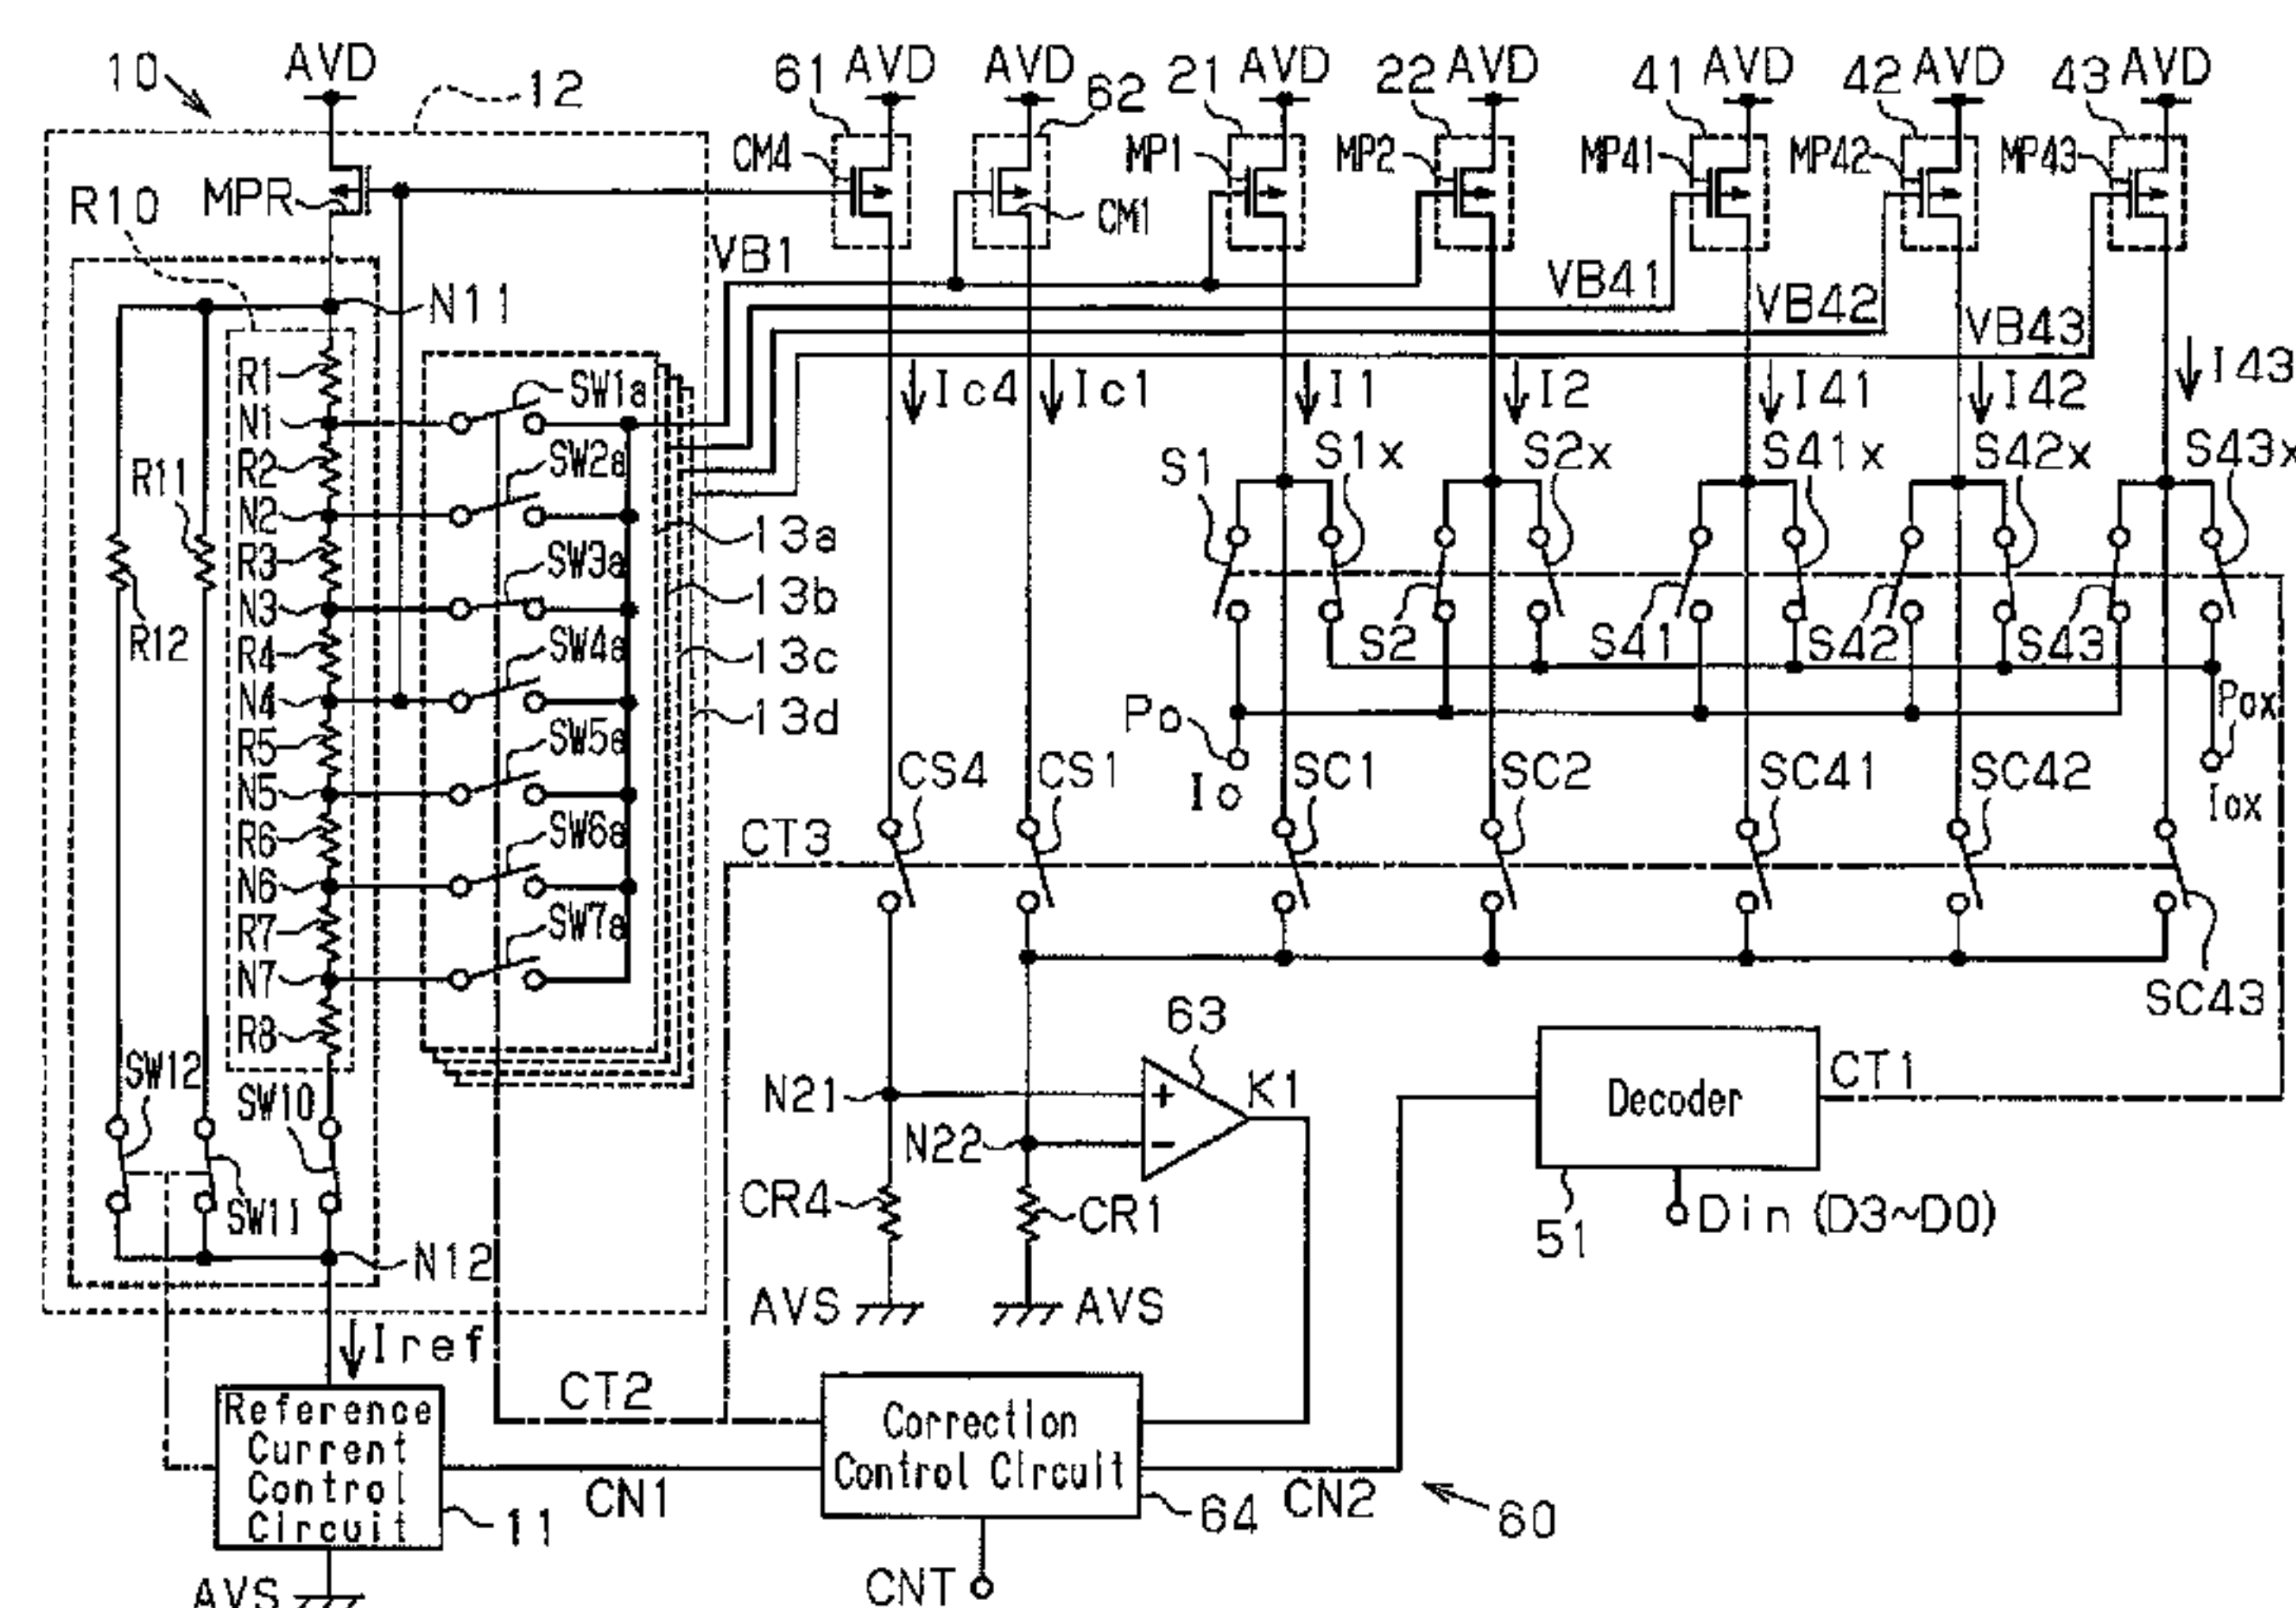 10
AVD
12
61
AVD
AVD
62
21
AVD
22
AVD
41
AVD
42
AVD
43
AVD
CM4
MP1
MP2
MP41
MP42
MP43
R10
MPR
CM1
VB1
N11
VB41
VB42
VB43
R1
SW1a
Ic4
Ic1
I1
I2
I41
I42
I43
N1
R2
SW2a
S1
S1x
S2x
S41x
S42x
S43x
R11
N2
13a
R3
SW3a
13b
N3
R12
R4
SW4a
13c
S2
S41
S42
S43
N4
13d
Po
Pox
R5
SW5a
N5
CS4
CS1
Io
SC1
SC2
SC41
SC42
Iox
R6
SW6a
CT3
N6
R7
SW7a
N7
SC43
R8
63
SW12
SW10
N21
K1
Decoder
CT1
N22
SW11
CR4
CR1
51
Din (D3~D0)
N12
AVS
AVS
Iref
CT2
Reference
Current
Control
Circuit
11
CN1
Correction
Control Circuit
64
CN2
60
AVS
CNT